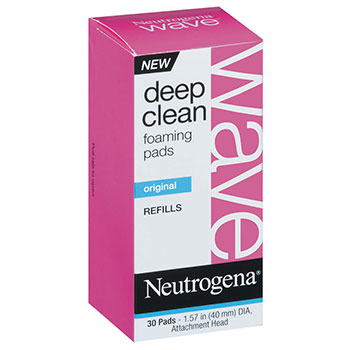 Neutrogena
wave
NEW
deep
clean
foaming
pads
original
REFILLS
wave
Neutrogena®
30 Pads - 1.57 in (40 mm) DIA,
Attachment Head